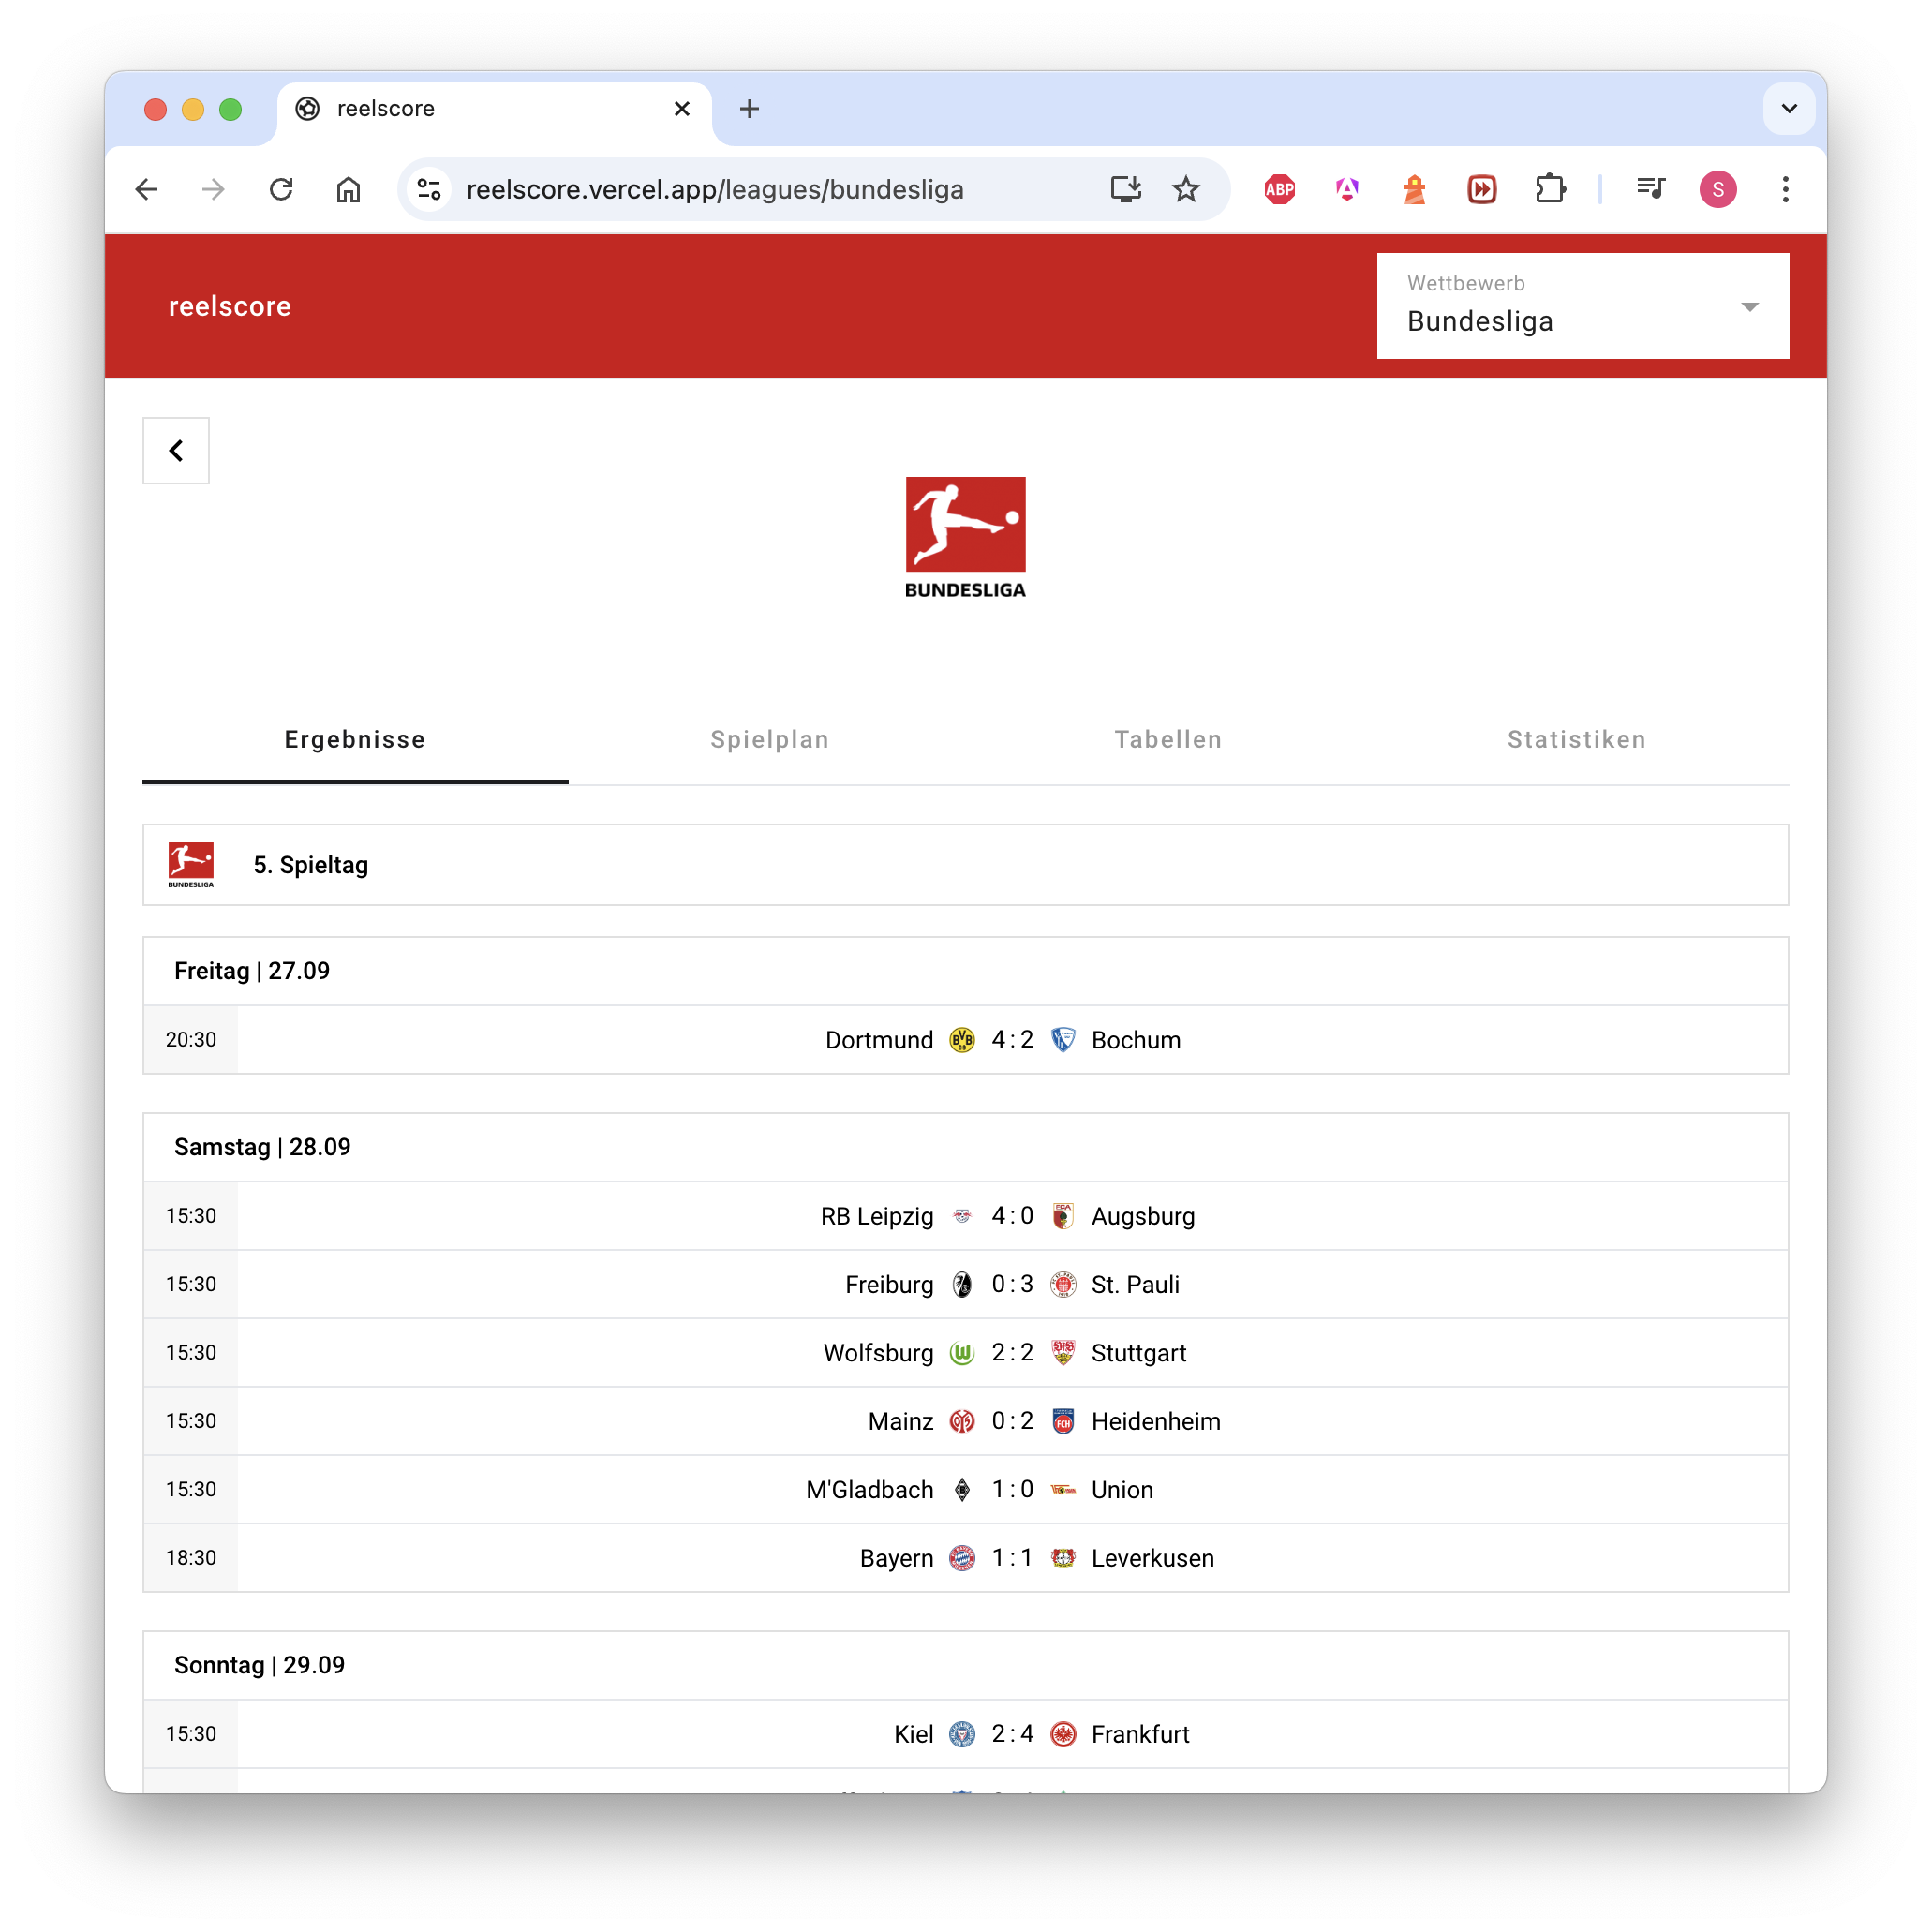 reelscore
reelscore.vercel.app/leagues/bundesliga
ABP
S
reelscore
Wettbewerb
Bundesliga
BUNDESLIGA
Ergebnisse Spielplan Tabellen Statistiken
BUNDESLIGA
5. Spieltag
Freitag | 27.09
20:30 Dortmund BVB 09 4:2 Bochum
Samstag | 28.09
15:30 RB Leipzig 4:0 Augsburg
15:30 Freiburg 0:3 St. Pauli
15:30 Wolfsburg 2:2 Stuttgart
15:30 Mainz 0:2 FCH Heidenheim
15:30 M'Gladbach 1:0 Union
18:30 Bayern 1:1 Leverkusen
Sonntag | 29.09
15:30 Kiel 2:4 Frankfurt